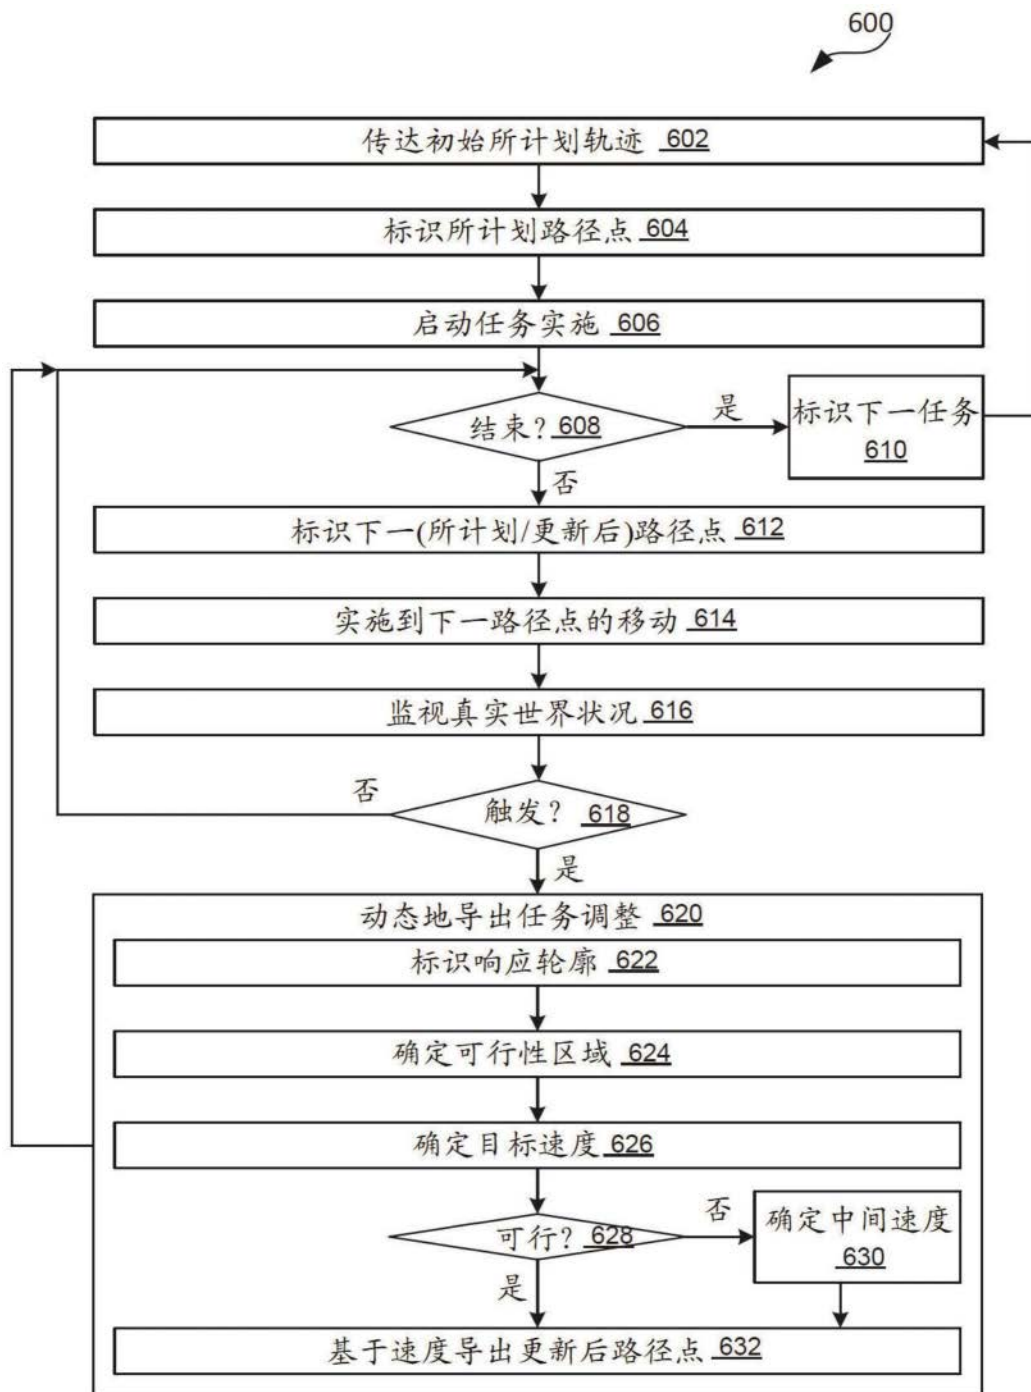 600
传达初始所计划轨迹 602
标识所计划路径点 604
启动任务实施 606
结束? 608
是
标识下一任务
610
否
标识下一(所计划/更新后)路径点 612
实施到下一路径点的移动 614
监视真实世界状况 616
否
触发? 618
是
动态地导出任务调整 620
标识响应轮廓 622
确定可行性区域 624
确定目标速度 626
可行? 628
否
确定中间速度
630
是
基于速度导出更新后路径点 632